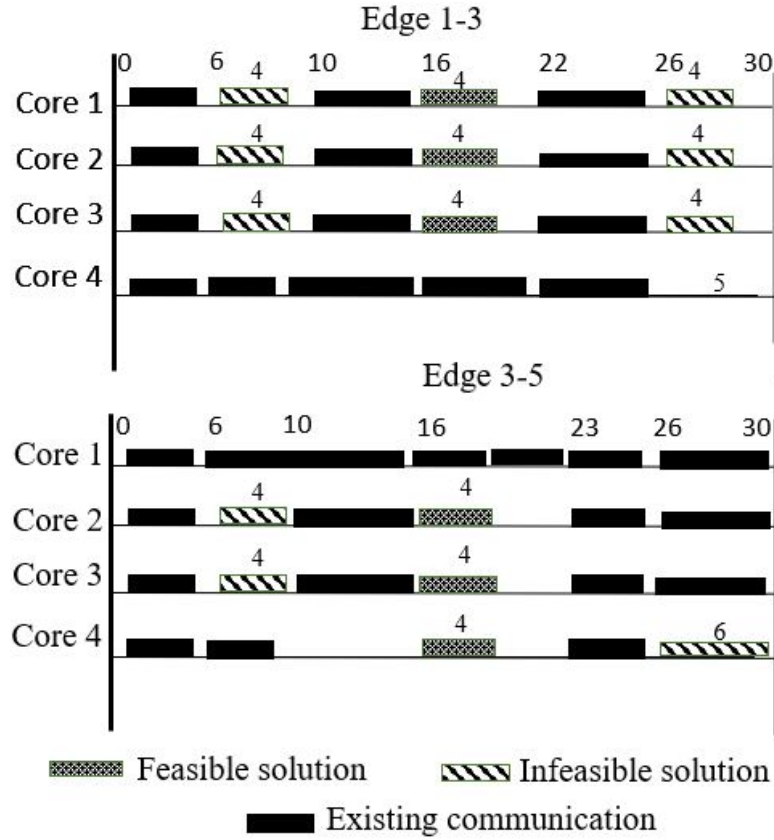 Edge 1-3
0 6 10 16 22 26 30
Core 1 4 4 4
Core 2 4 4 4
Core 3 4 4 4
Core 4 5
Edge 3-5
0 6 10 16 23 26 30
Core 1
Core 2 4 4
Core 3 4 4
Core 4 4 6
Feasible solution Infeasible solution
Existing communication